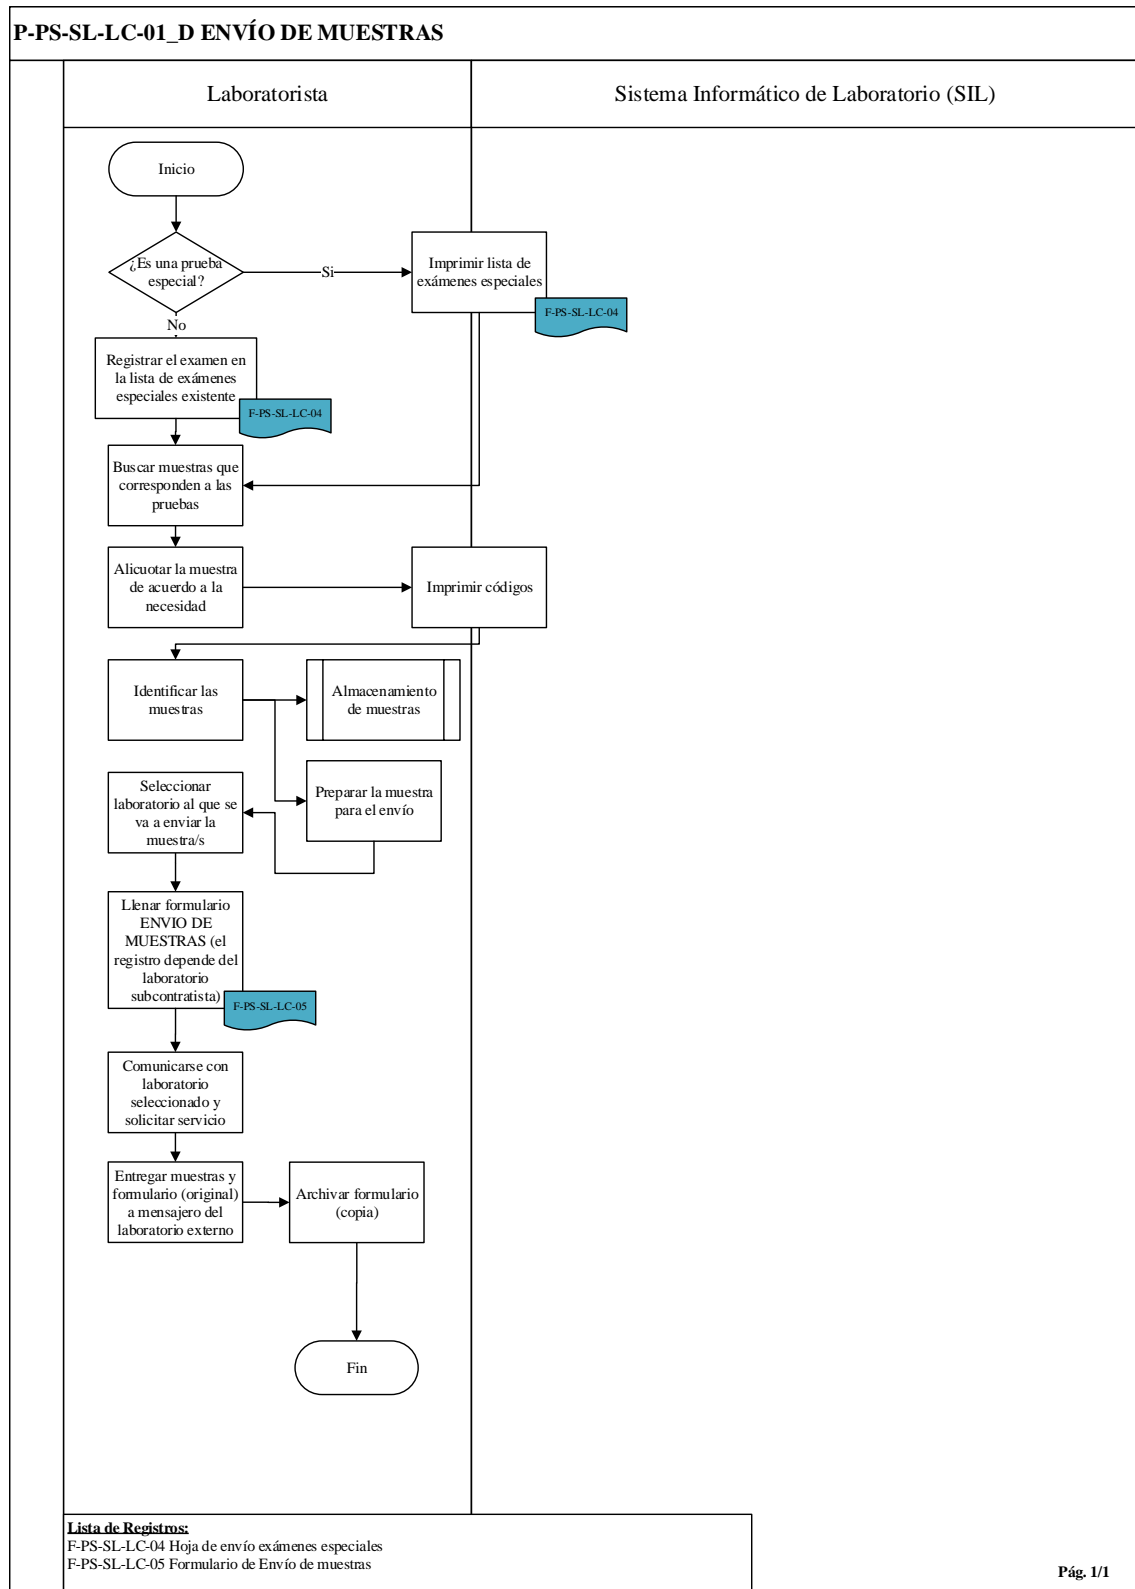 P-PS-SL-LC-01_D ENVÍO DE MUESTRAS
Laboratorista
Sistema Informático de Laboratorio (SIL)
Inicio
¿Es una prueba
especial?
Si
Imprimir lista de
exámenes especiales
F-PS-SL-LC-04
No
Registrar el examen en
la lista de exámenes
especiales existente
F-PS-SL-LC-04
Buscar muestras que
corresponden a las
pruebas
Alicuotar la muestra
de acuerdo a la
necesidad
Imprimir códigos
Identificar las
muestras
Almacenamiento
de muestras
Preparar la muestra
para el envío
Seleccionar
laboratorio al que se
va a enviar la
muestra/s
Llenar formulario
ENVIO DE
MUESTRAS (el
registro depende del
laboratorio
subcontratista)
F-PS-SL-LC-05
Comunicarse con
laboratorio
seleccionado y
solicitar servicio
Entregar muestras y
formulario (original)
a mensajero del
laboratorio externo
Archivar formulario
(copia)
Fin
Lista de Registros:
F-PS-SL-LC-04 Hoja de envío exámenes especiales
F-PS-SL-LC-05 Formulario de Envío de muestras
Pág. 1/1